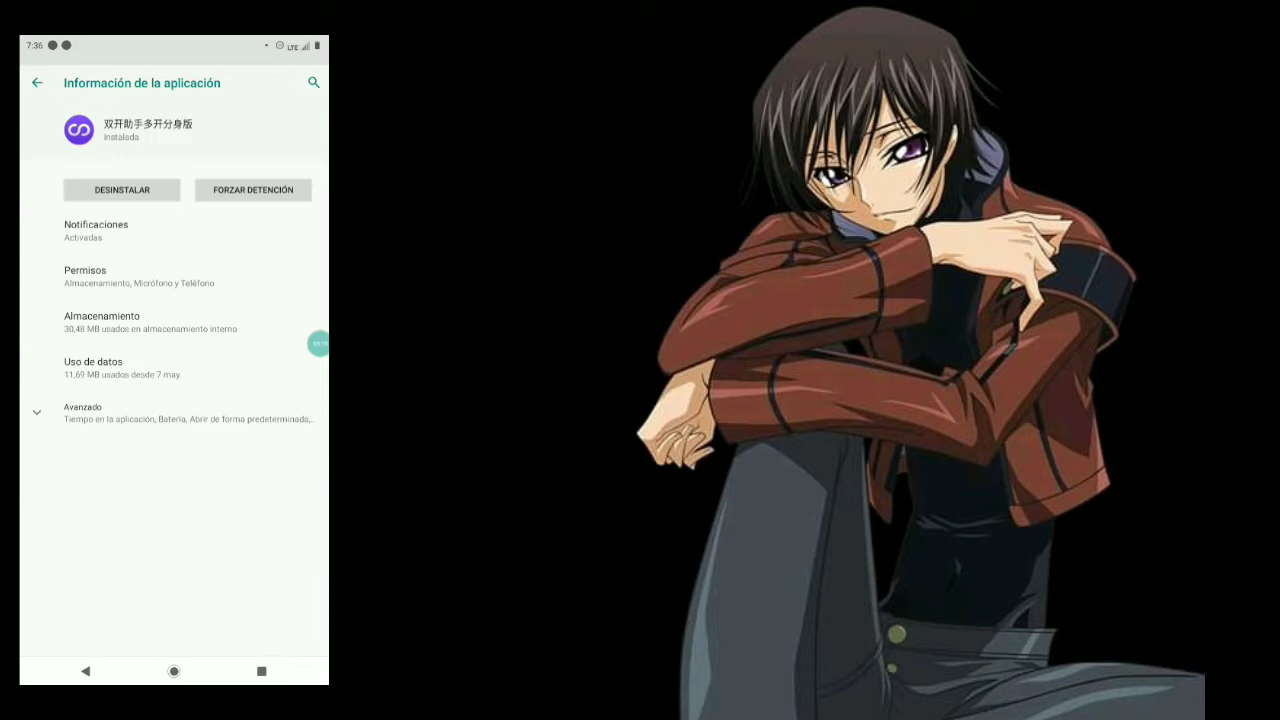 7:36
LTE
Información de la aplicación
双开助手多开分身版
Instalada
DESINSTALAR
FORZAR DETENCIÓN
Notificaciones
Activadas
Permisos
Almacenamiento, Micrófono y Teléfono
Almacenamiento
30,48 MB usados en almacenamiento interno
Uso de datos
11,69 MB usados desde 7 may.
Avanzado
Tiempo en la aplicación, Batería, Abrir de forma predeterminada,..